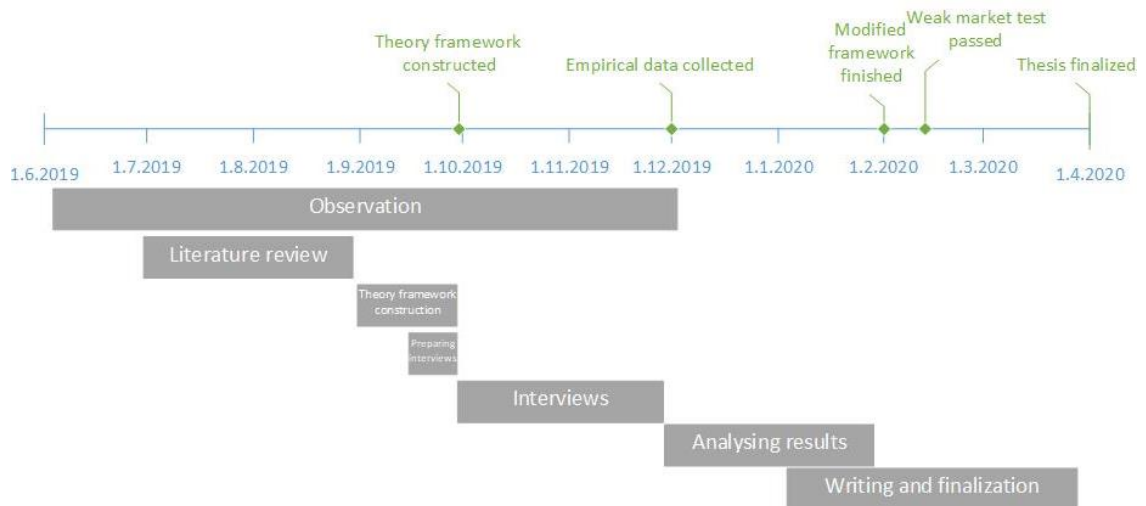 Theory framework
constructed
Empirical data collected
Modified
framework
finished
Weak market test
passed
Thesis finalized
1.6.2019
1.7.2019
1.8.2019
1.9.2019
1.10.2019
1.11.2019
1.12.2019
1.1.2020
1.2.2020
1.3.2020
1.4.2020
Observation
Literature review
Theory framework
construction
Preparing
interviews
Interviews
Analysing results
Writing and finalization